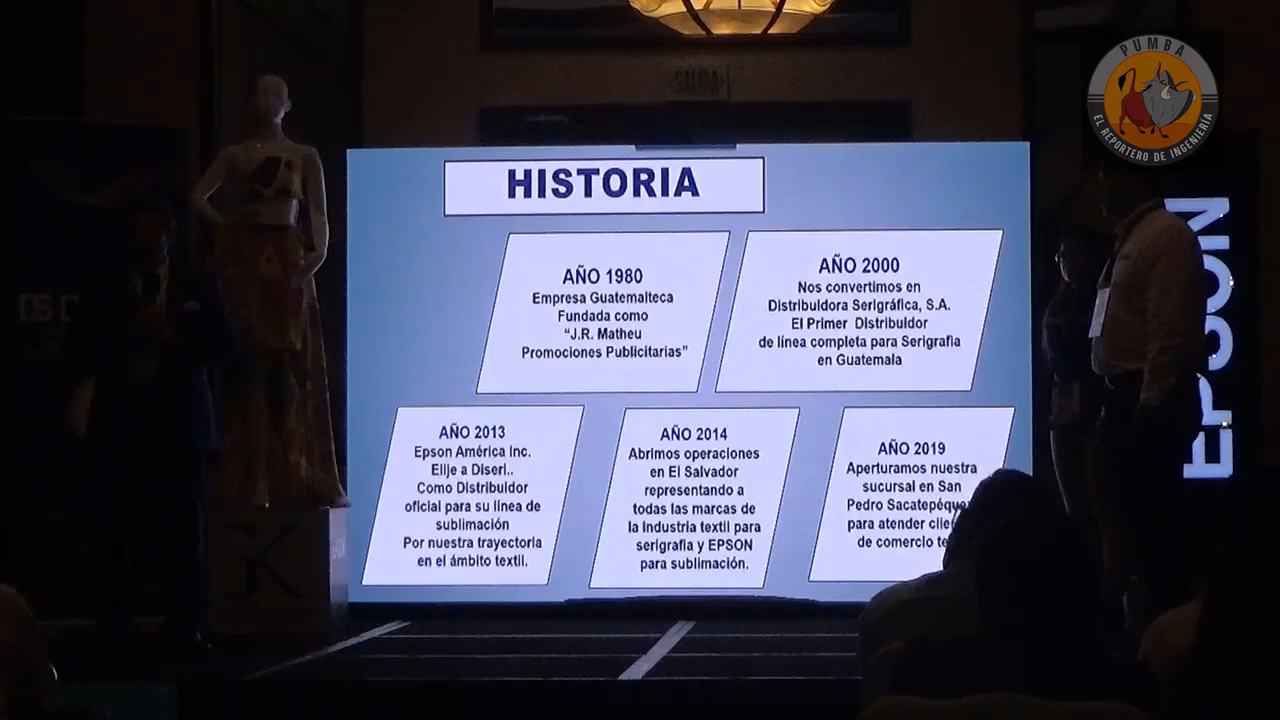 PUMBA
EL REPORTERO DE INGENIERÍA
SALIDA
HISTORIA
AÑO 1980
Empresa Guatemalteca
Fundada como
“J.R. Matheu
Promociones Publicitarias”
AÑO 2000
Nos convertimos en
Distribuidora Serigráfica, S.A.
El Primer Distribuidor
de línea completa para Serigrafia
en Guatemala
AÑO 2013
Epson América Inc.
Elije a Diseri..
Como Distribuidor
oficial para su linea de
sublimación
Por nuestra trayectoria
en el ámbito textil.
AÑO 2014
Abrimos operaciones
en El Salvador
representando a
todas las marcas de
la Industria textil para
serigrafia y EPSON
para sublimación.
AÑO 2019
Aperturamos nuestra
sucursal en San
Pedro
para atender
de comercio
EPSON